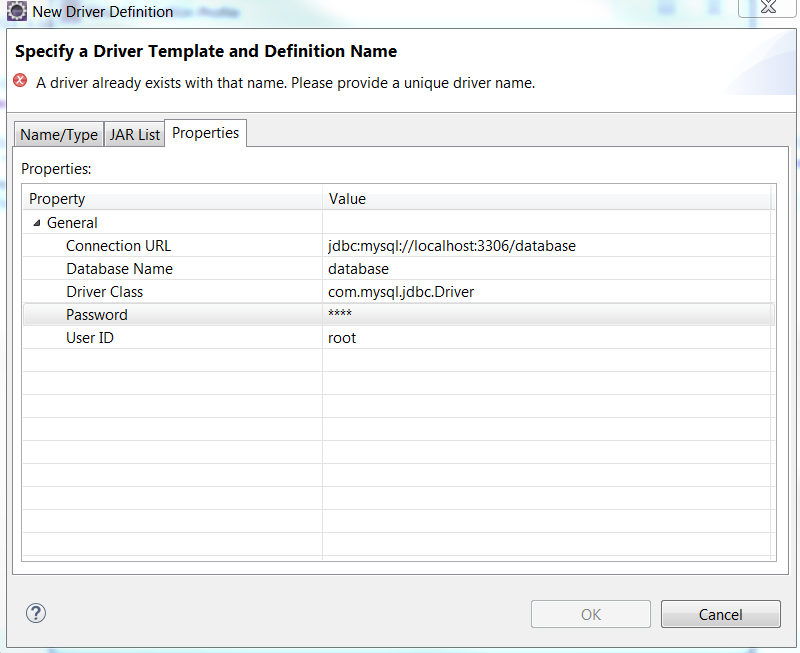 New Driver Definition
Specify a Driver Template and Definition Name
A driver already exists with that name. Please provide a unique driver name.
Name/Type JAR List Properties
Properties:
Property Value
General
Connection URL jdbc:mysql://localhost:3306/database
Database Name database
Driver Class com.mysql.jdbc.Driver
Password ****
User ID root
? OK Cancel